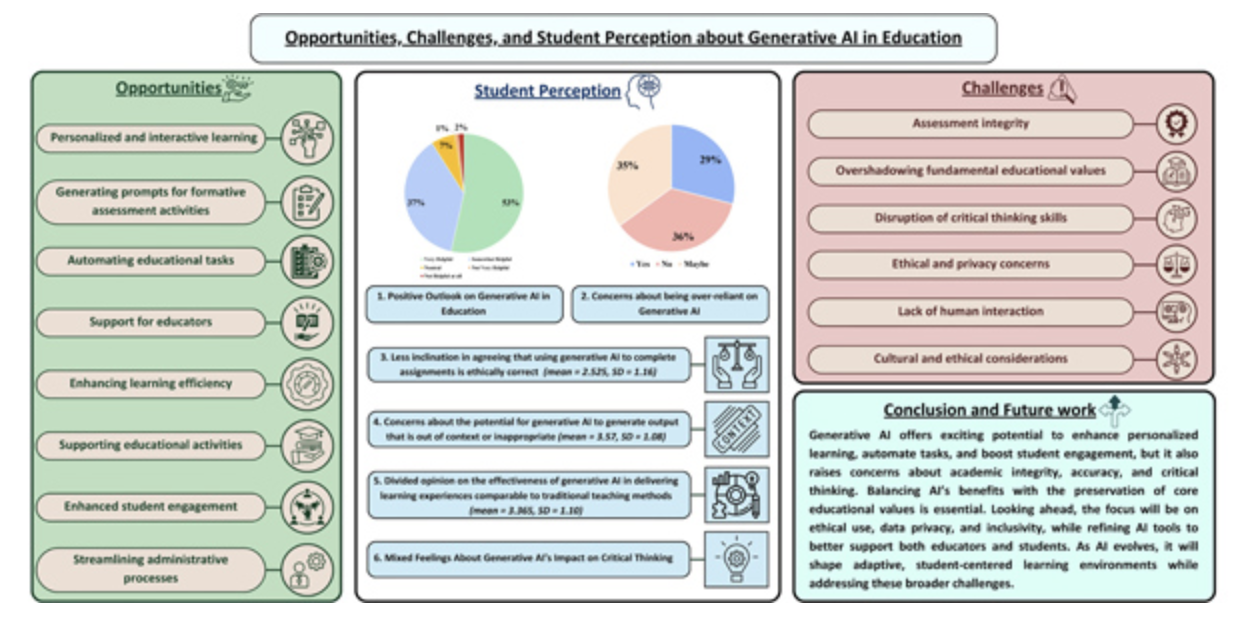 Opportunities, Challenges, and Student Perception about Generative AI in Education
Opportunities
Personalized and interactive learning
Generating prompts for formative
assessment activities
Automating educational tasks
Support for educators
Enhancing learning efficiency
Supporting educational activities
Enhanced student engagement
Streamlining administrative
processes
Student Perception
1%
2%
7%
37%
53%
35%
29%
36%
Yes
No
Maybe
1. Positive Outlook on Generative AI in
Education
2. Concerns about being over-reliant on
Generative AI
3. Less inclination in agreeing that using generative AI to complete
assignments is ethically correct (mean = 2.525, SD = 1.16)
4. Concerns about the potential for generative AI to generate output
that is out of context or inappropriate (mean = 3.57, SD = 1.08)
CONTEXT
5. Divided opinion on the effectiveness of generative AI in delivering
learning experiences comparable to traditional teaching methods
(mean = 3.365, SD = 1.10)
6. Mixed Feelings About Generative AI's Impact on Critical Thinking
Challenges
Assessment integrity
Overshadowing fundamental educational values
Disruption of critical thinking skills
Ethical and privacy concerns
Lack of human interaction
Cultural and ethical considerations
Conclusion and Future work
Generative AI offers exciting potential to enhance personalized
learning, automate tasks, and boost student engagement, but it also
raises concerns about academic integrity, accuracy, and critical
thinking. Balancing AI's benefits with the preservation of core
educational values is essential. Looking ahead, the focus will be on
ethical use, data privacy, and inclusivity, while refining AI tools to
better support both educators and students. As AI evolves, it will
shape adaptive, student-centered learning environments while
addressing these broader challenges.